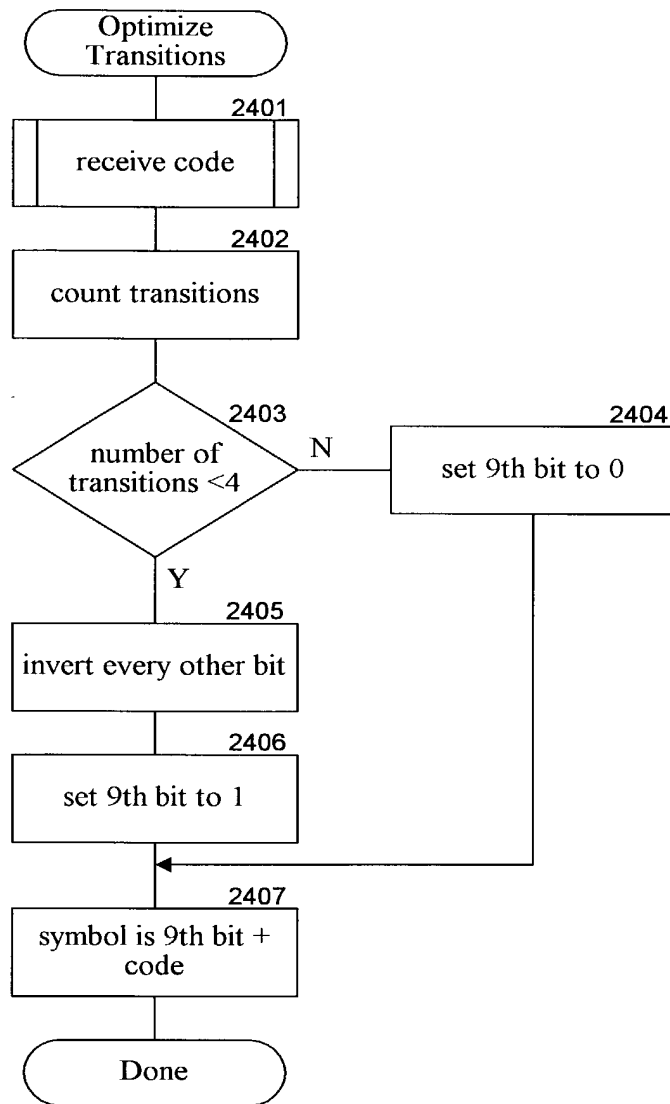 Optimize
Transitions
2401
receive code
2402
count transitions
2403
number of
transitions <4
N
2404
set 9th bit to 0
Y
2405
invert every other bit
2406
set 9th bit to 1
2407
symbol is 9th bit +
code
Done